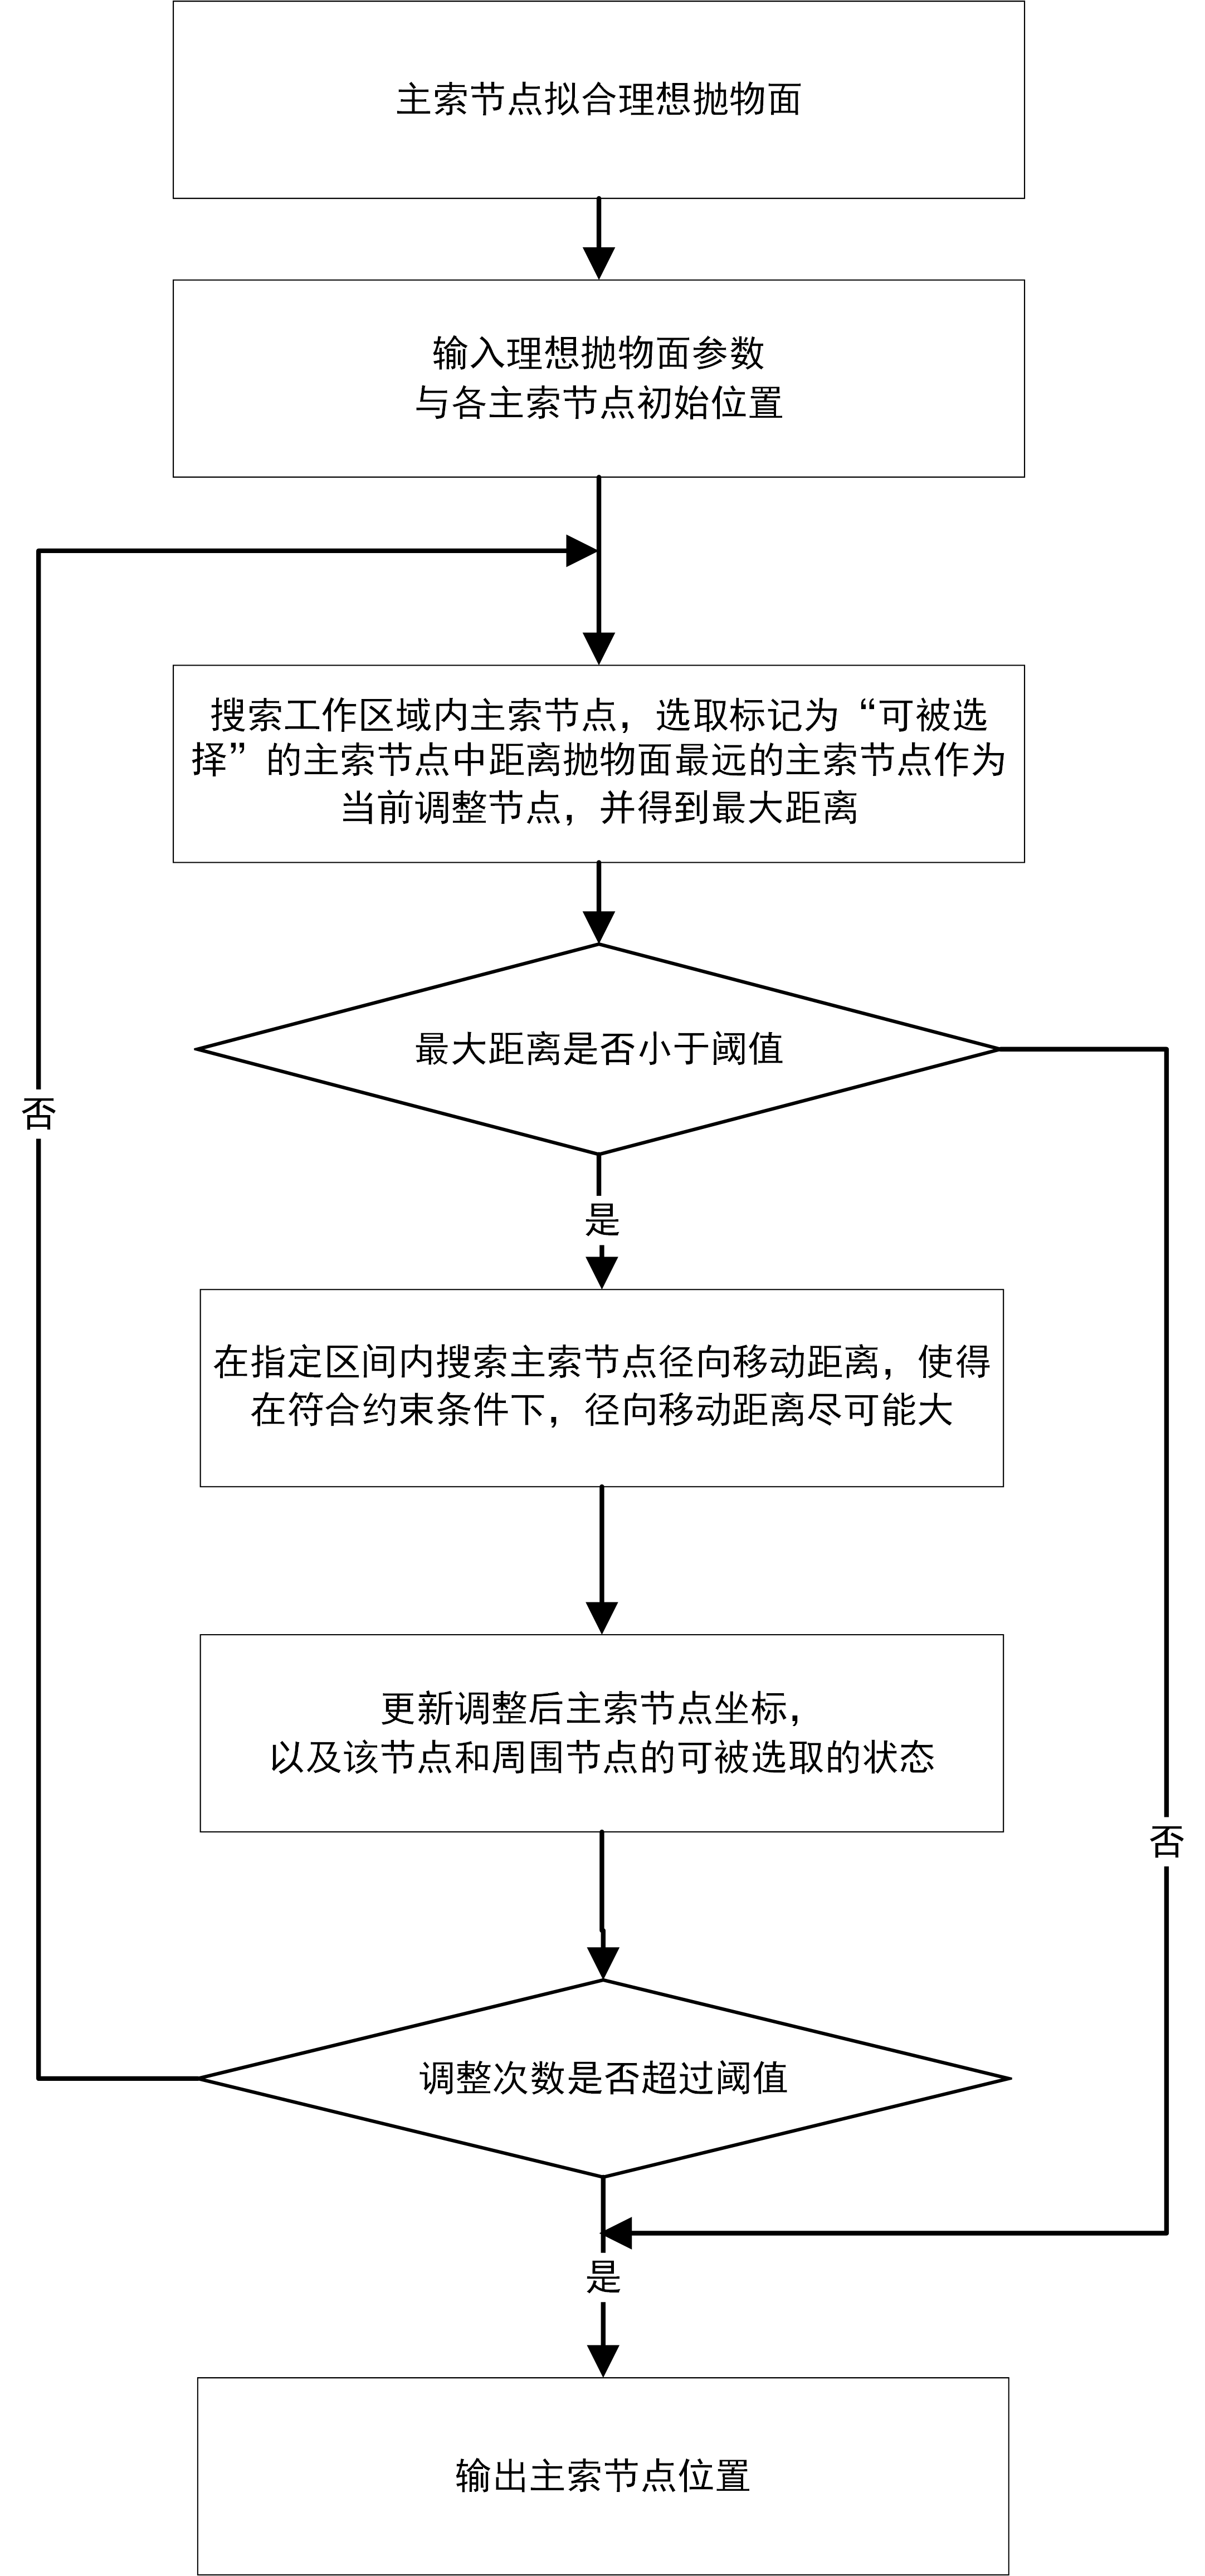 主索节点拟合理想抛物面
输入理想抛物面参数
与各主索节点初始位置
搜索工作区域内主索节点，选取标记为“可被选
择”的主索节点中距离抛物面最远的主索节点作为
当前调整节点，并得到最大距离
最大距离是否小于阈值
否
是
在指定区间内搜索主索节点径向移动距离，使得
在符合约束条件下，径向移动距离尽可能大
更新调整后主索节点坐标，
以及该节点和周围节点的可被选取的状态
否
调整次数是否超过阈值
是
输出主索节点位置